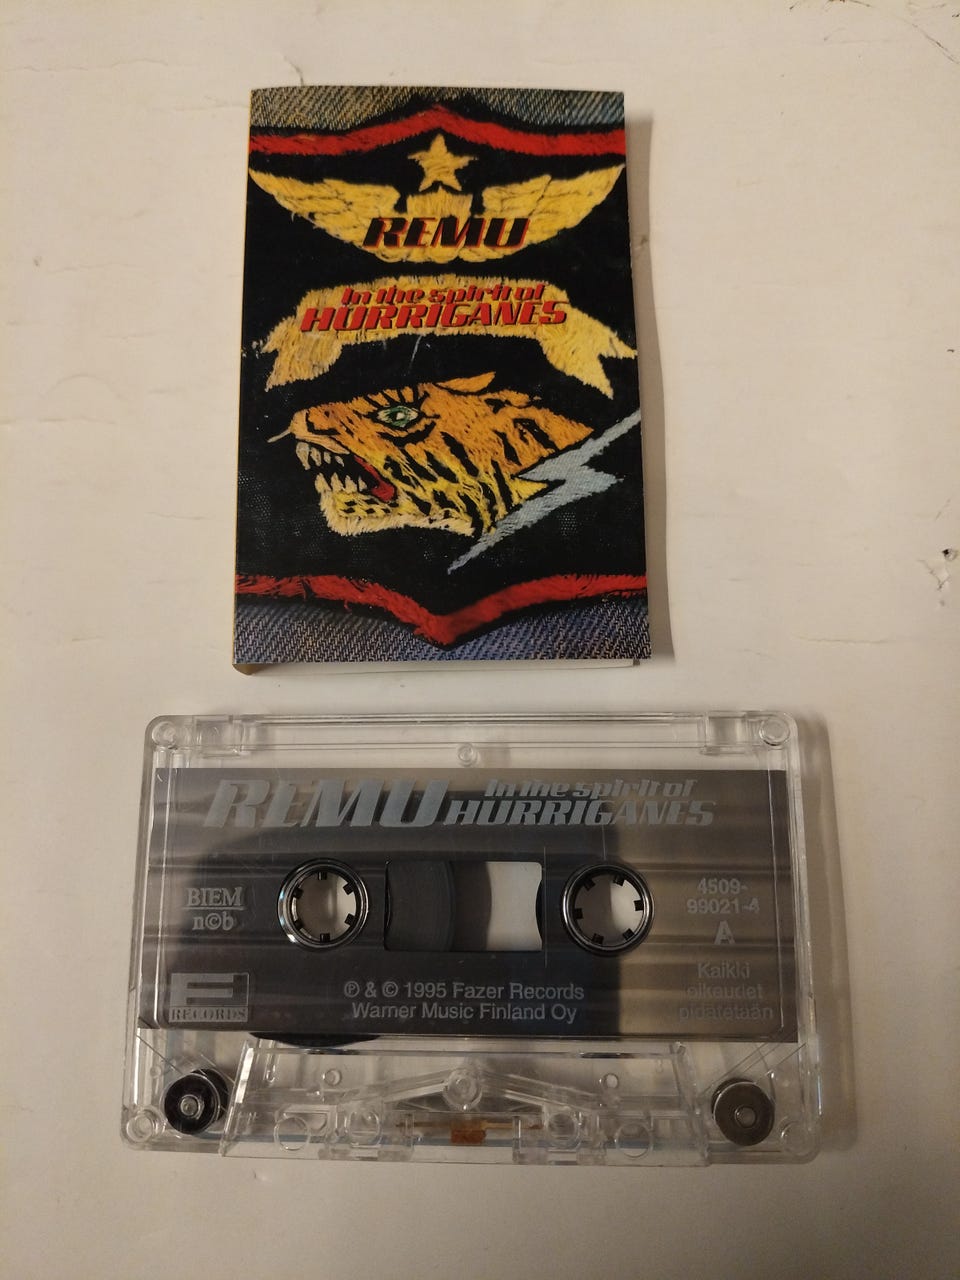 REMU
In the spirit of
HURRIGANES
REMU In the spirit of
HURRIGANES
BIEM
n©b
4509-
99021-4
A
F
RECORDS
℗ & © 1995 Fazer Records
Warner Music Finland Oy
Kaikki
oikeudet
pidätetään